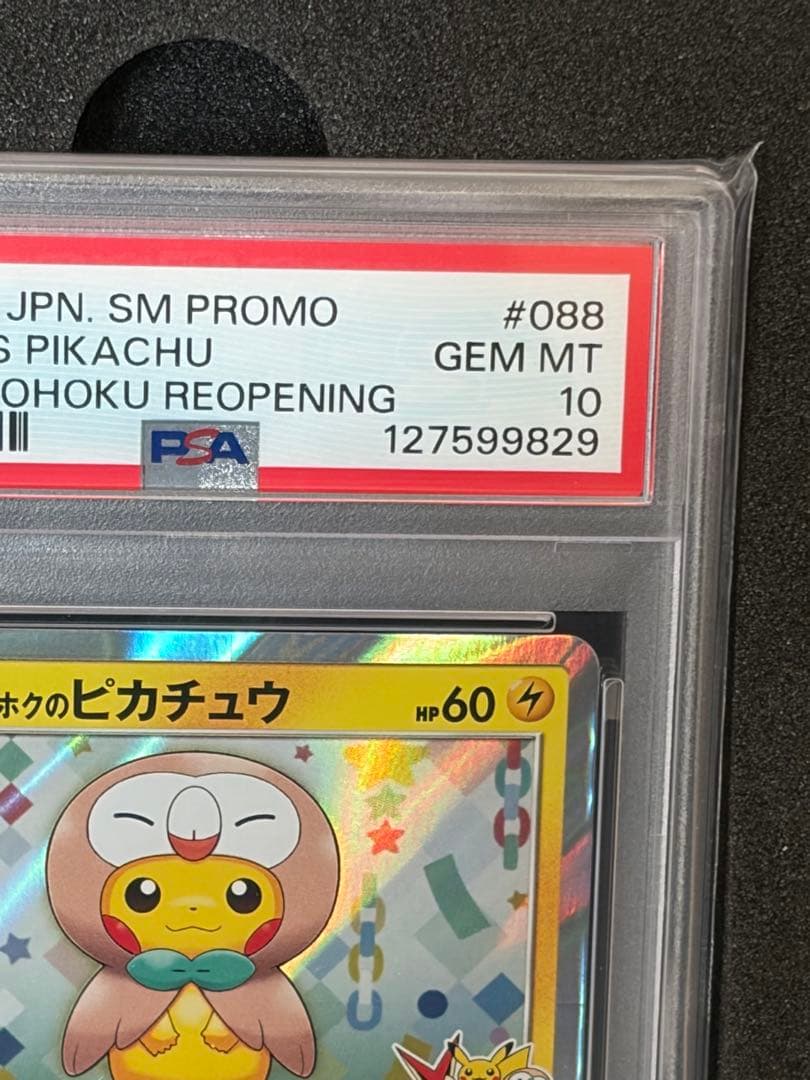 JPN. SM PROMO #088
S PIKACHU GEM MT
OHOKU REOPENING 10
PSA 127599829
ホクのピカチュウ HP60